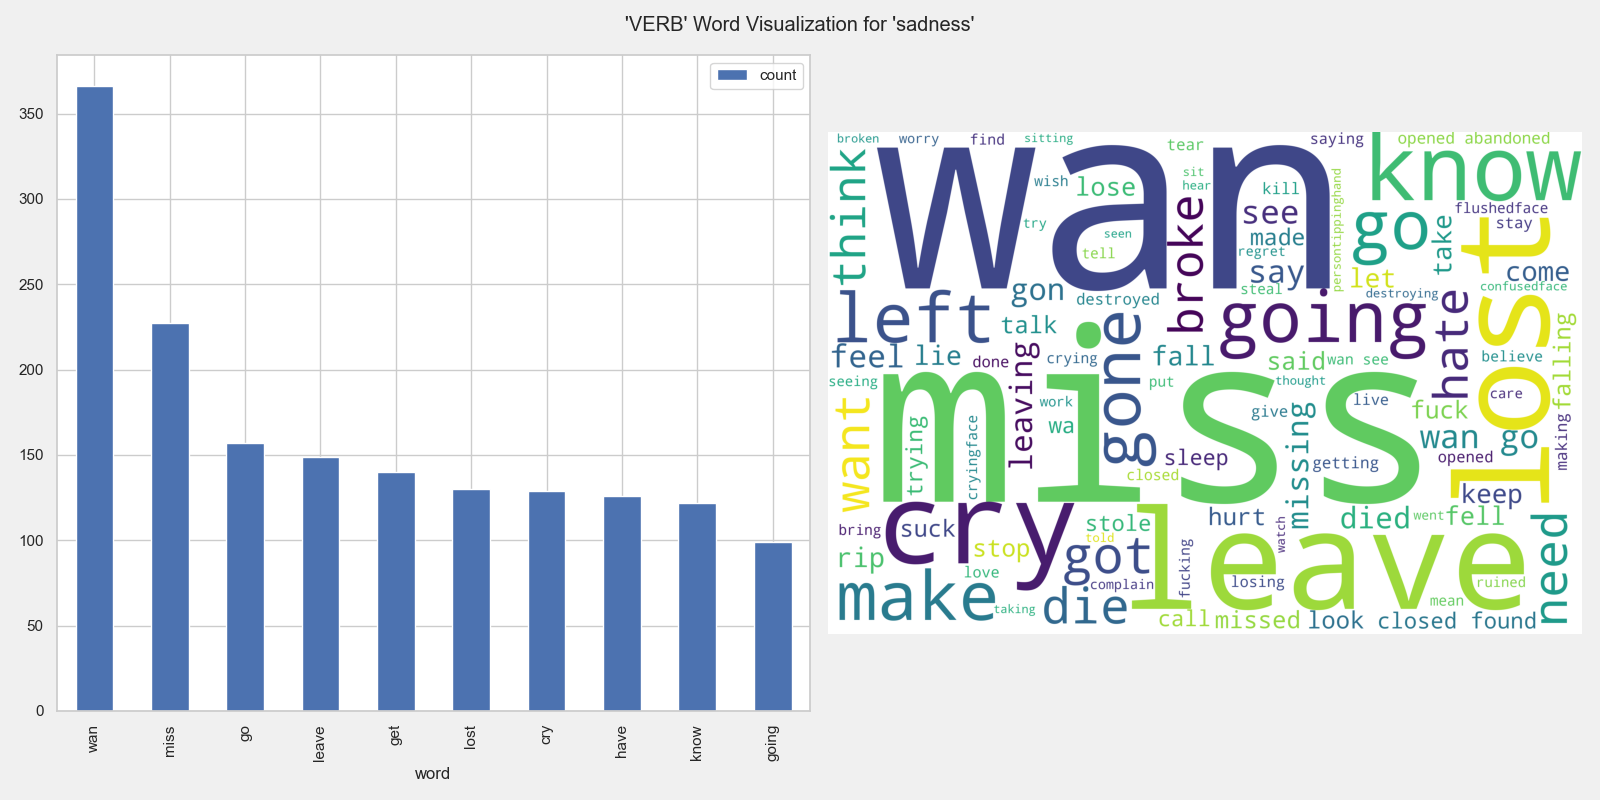 'VERB' Word Visualization for 'sadness'
count
350
300
250
200
150
100
50
0
wan
miss
go
leave
get
lost
cry
have
know
going
word
broken worry find sitting tear saying opened abandoned
wan
know
think
wish lose sit hear kill see
persontippinghand
flushedface
stay
try seen tell
broke
made regret say
go
take
lost
let come
steal
confusedface
gon destroyed destroying
left talk
going
hate
feel lie done crying fall said wan see believe
leaving
gone
falling
seeing
miss
put thought
want
work wa give live care
fuck
trying
cryingface
missing
wan go
making
sleep getting opened
closed
keep
cry
bring suck stole hurt died went fell
told
watch
need
rip stop got
leave
love complain
fucking
losing ruined
make
taking die mean
call missed look closed found